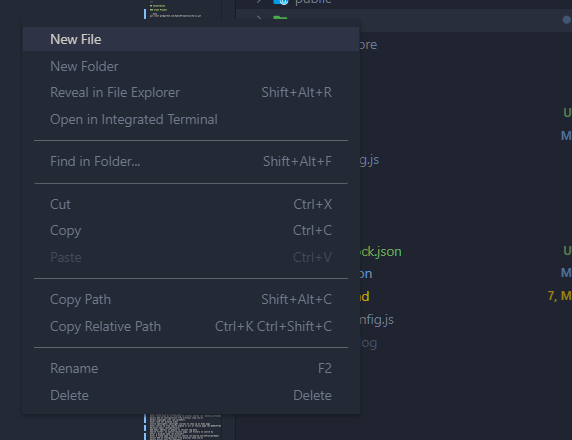 public
New File
ore
New Folder
Reveal in File Explorer Shift+Alt+R
Open in Integrated Terminal
U
M
Find in Folder... Shift+Alt+F
g.js
Cut Ctrl+X
Copy Ctrl+C
Paste Ctrl+V
ck.json U
on M
Copy Path Shift+Alt+C
d 7, M
Copy Relative Path Ctrl+K Ctrl+Shift+C
nfig.js
og
Rename F2
Delete Delete